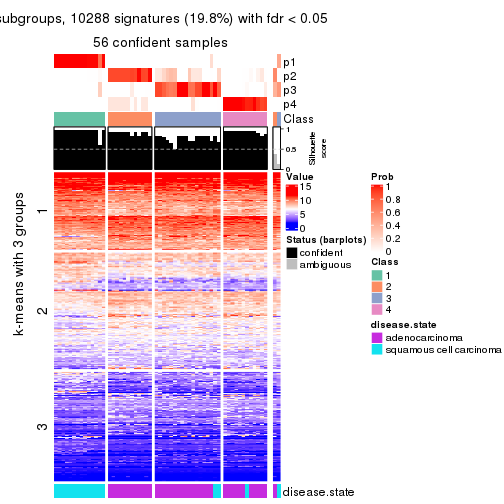 subgroups, 10288 signatures (19.8%) with fdr < 0.05
56 confident samples
p1
p2
p3
p4
Class
1
0.5
0
Silhouette
score
k-means with 3 groups
1
2
3
disease.state
Value
15
10
5
0
Status (barplots)
confident
ambiguous
Prob
1
0.8
0.6
0.4
0.2
0
Class
1
2
3
4
disease.state
adenocarcinoma
squamous cell carcinoma